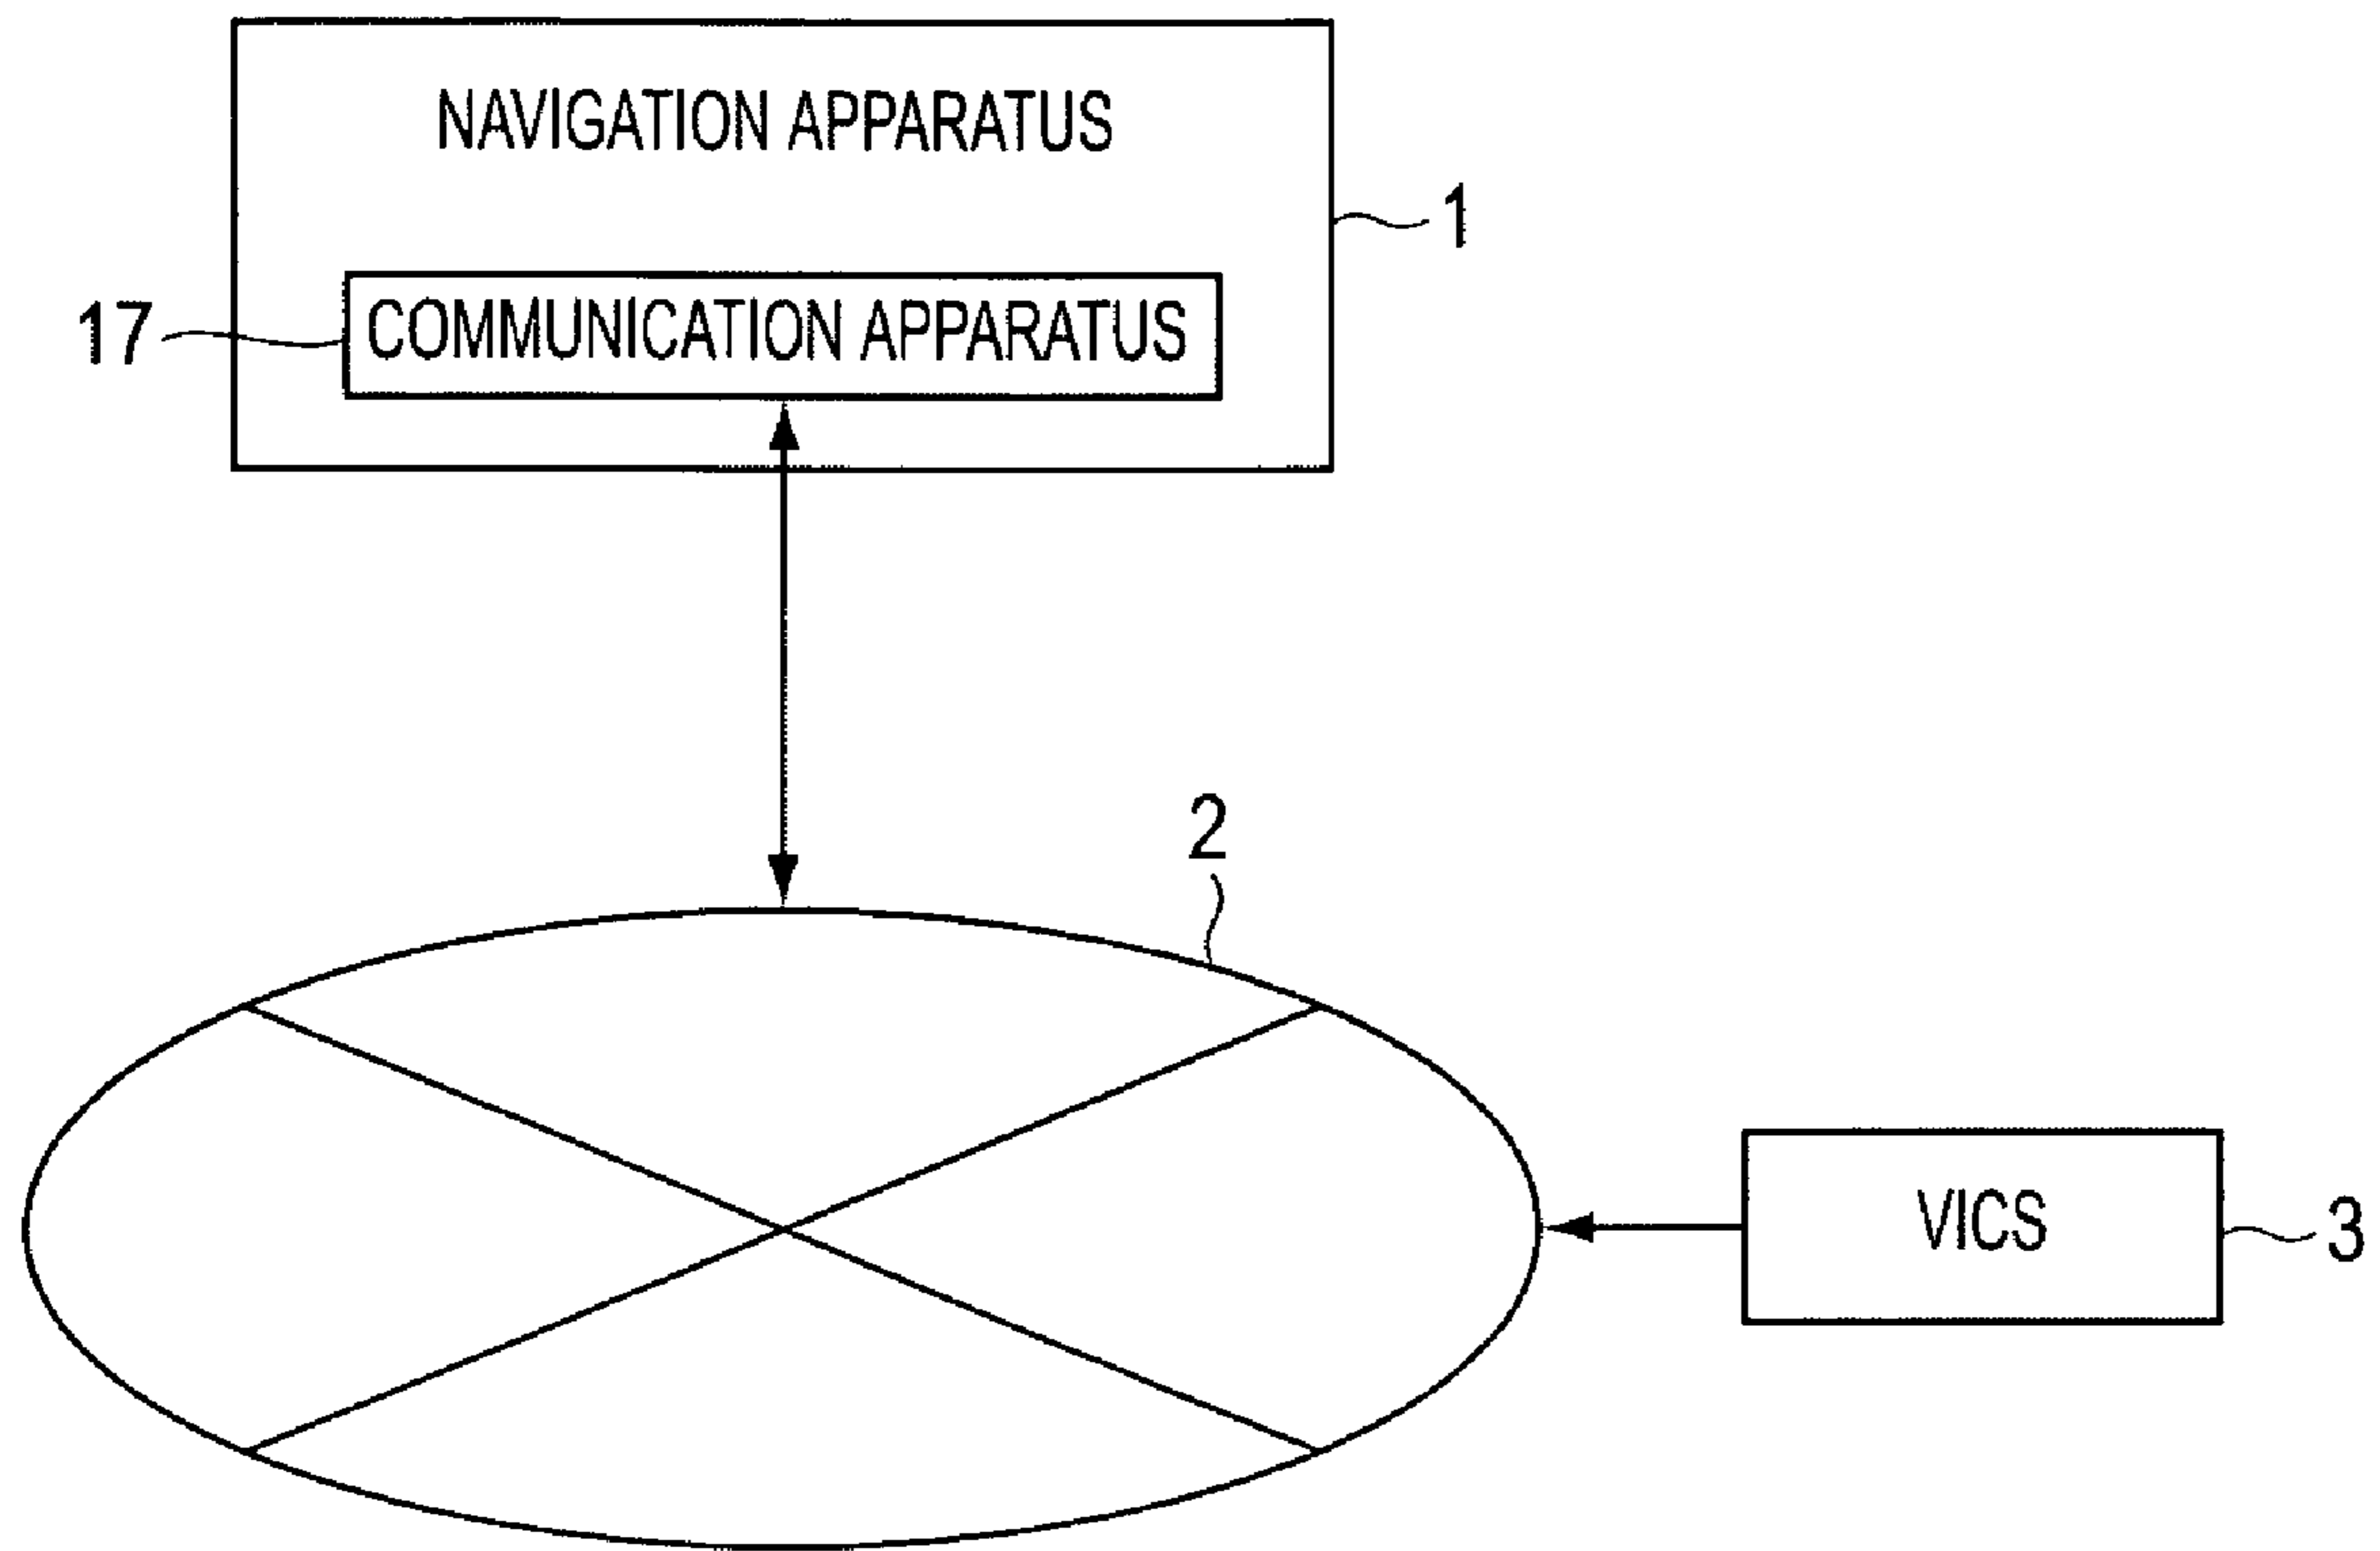 NAVIGATION APPARATUS
1
17
COMMUNICATION APPARATUS
2
VICS
3